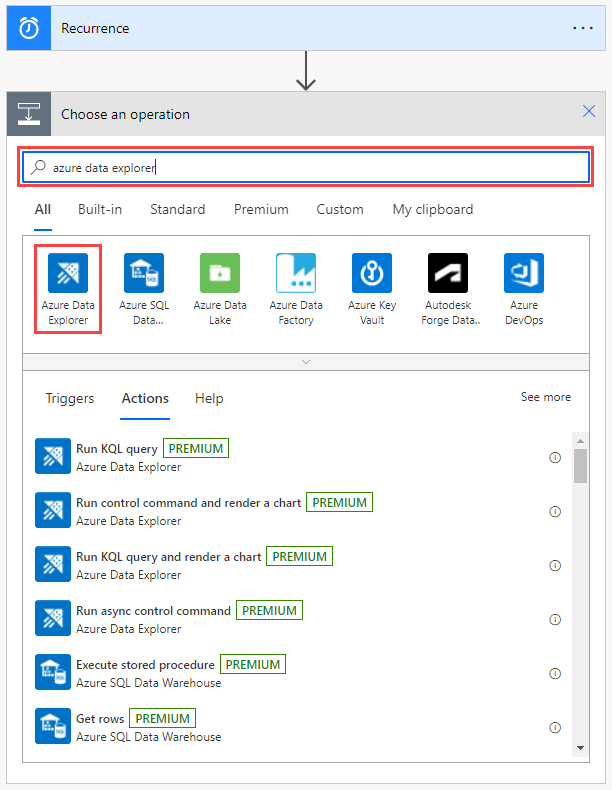 Recurrence
Choose an operation
azure data explorer
All Built-in Standard Premium Custom My clipboard
Azure Data Explorer
Azure SQL Data...
Azure Data Lake
Azure Data Factory
Azure Key Vault
Autodesk Forge Data..
Azure DevOps
Triggers Actions Help See more
Run KQL query PREMIUM
Azure Data Explorer
Run control command and render a chart PREMIUM
Azure Data Explorer
Run KQL query and render a chart PREMIUM
Azure Data Explorer
Run async control command PREMIUM
Azure Data Explorer
Execute stored procedure PREMIUM
Azure SQL Data Warehouse
Get rows PREMIUM
Azure SQL Data Warehouse